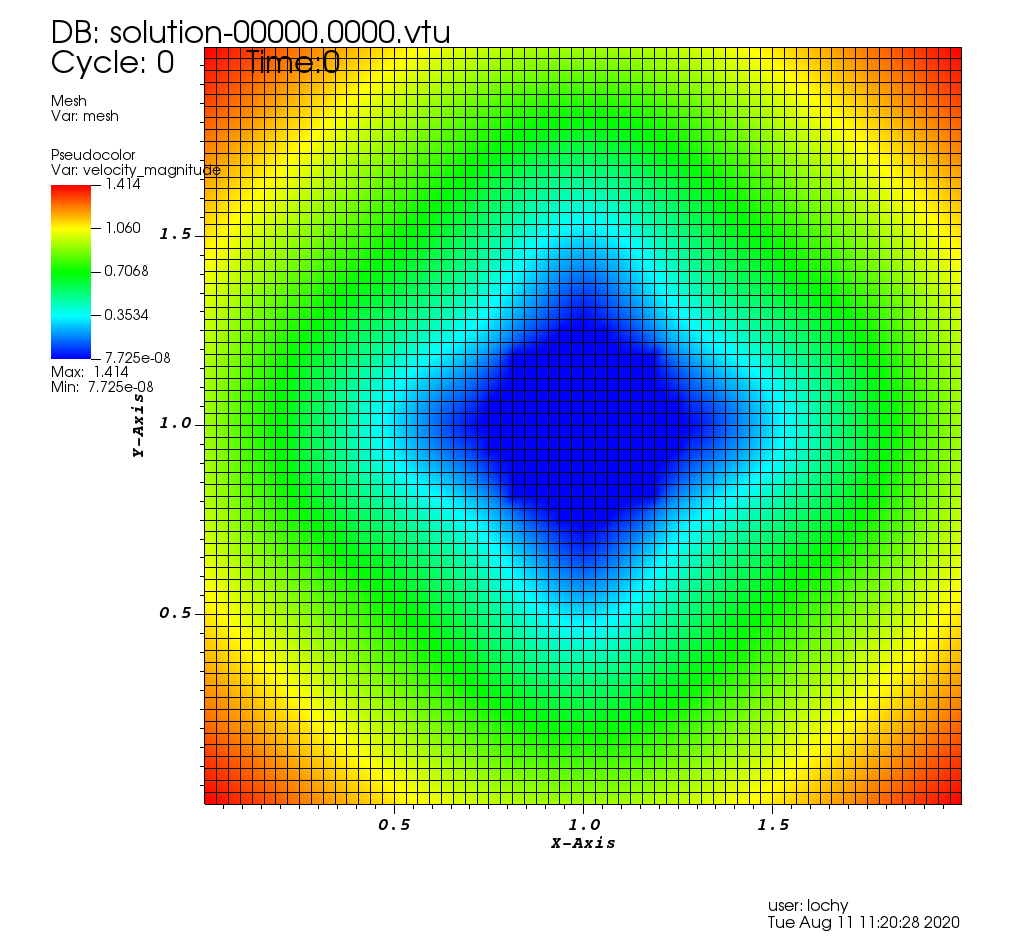 DB: solution-00000.0000.vtu
Cycle: 0 Time:0
Mesh
Var: mesh
Pseudocolor
Var: velocity_magnitude
1.414
1.060
0.7068
0.3534
7.725e-08
Max: 1.414
Min: 7.725e-08
Y-Axis
1.5
1.0
0.5
0.5 1.0 1.5
X-Axis
user: lochy
Tue Aug 11 11:20:28 2020